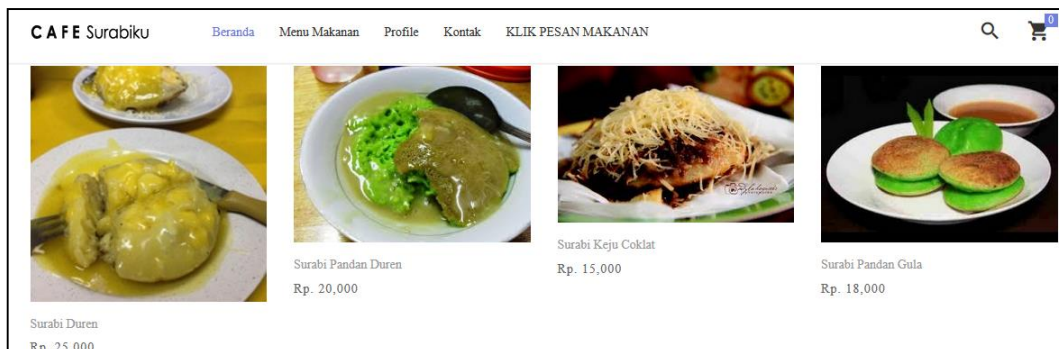 CAFE Surabiku
Beranda Menu Makanan Profile Kontak KLIK PESAN MAKANAN
0
Surabi Duren
Rp. 25,000
Surabi Pandan Duren
Rp. 20,000
Surabi Keju Coklat
Rp. 15,000
Surabi Pandan Gula
Rp. 18,000